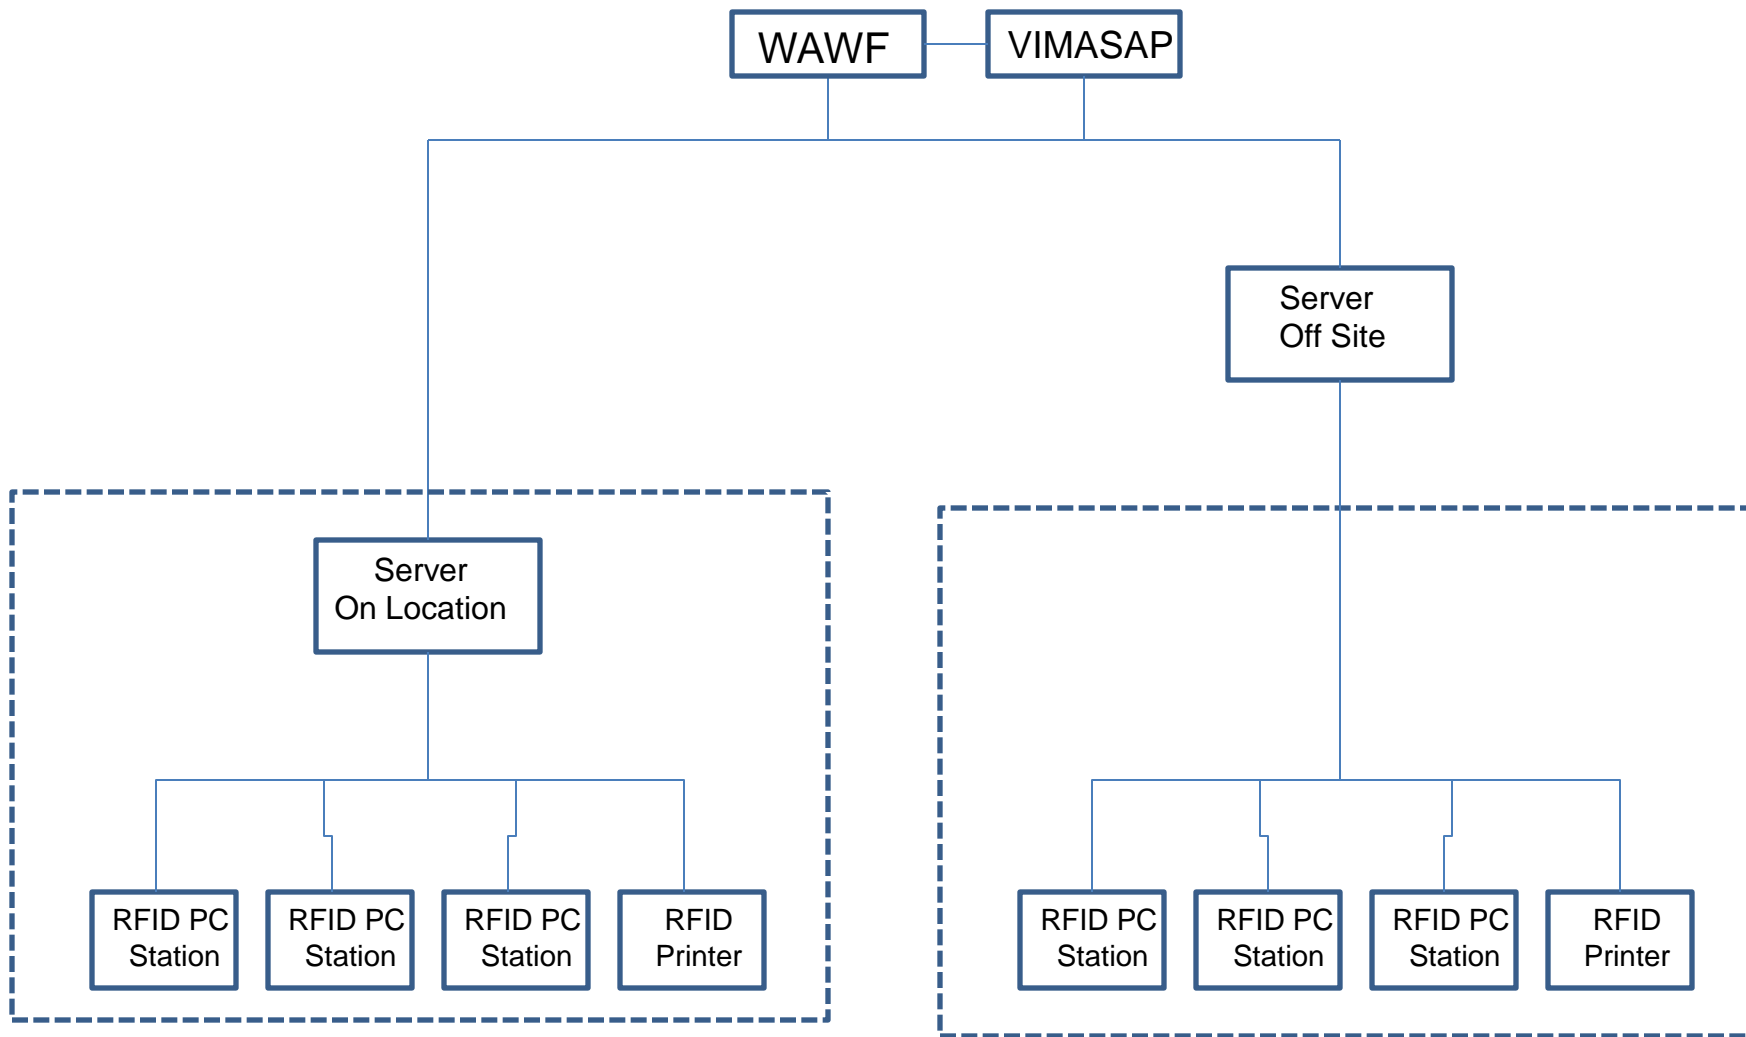 WAWF
VIMASAP
Server
Off Site
Server
On Location
RFID PC
Station
RFID PC
Station
RFID PC
Station
RFID
Printer
RFID PC
Station
RFID PC
Station
RFID PC
Station
RFID
Printer